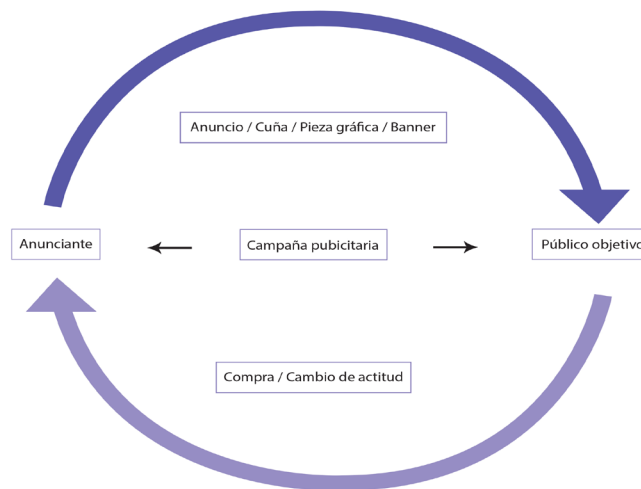 Anuncio / Cuña / Pieza gráfica / Banner
Anunciante
Campaña pubicitaria
Público objetivo
Compra / Cambio de actitud